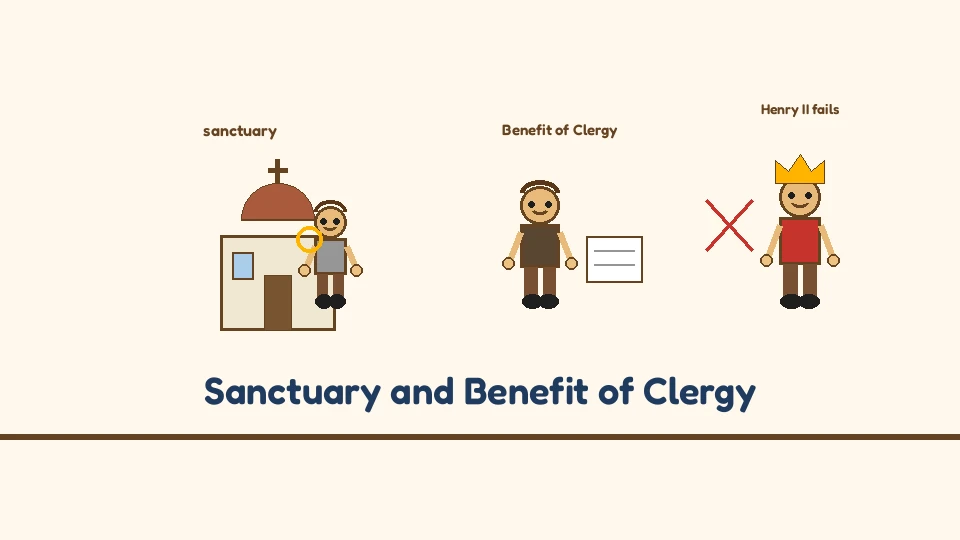 sanctuary
Benefit of Clergy
Henry II fails
Sanctuary and Benefit of Clergy